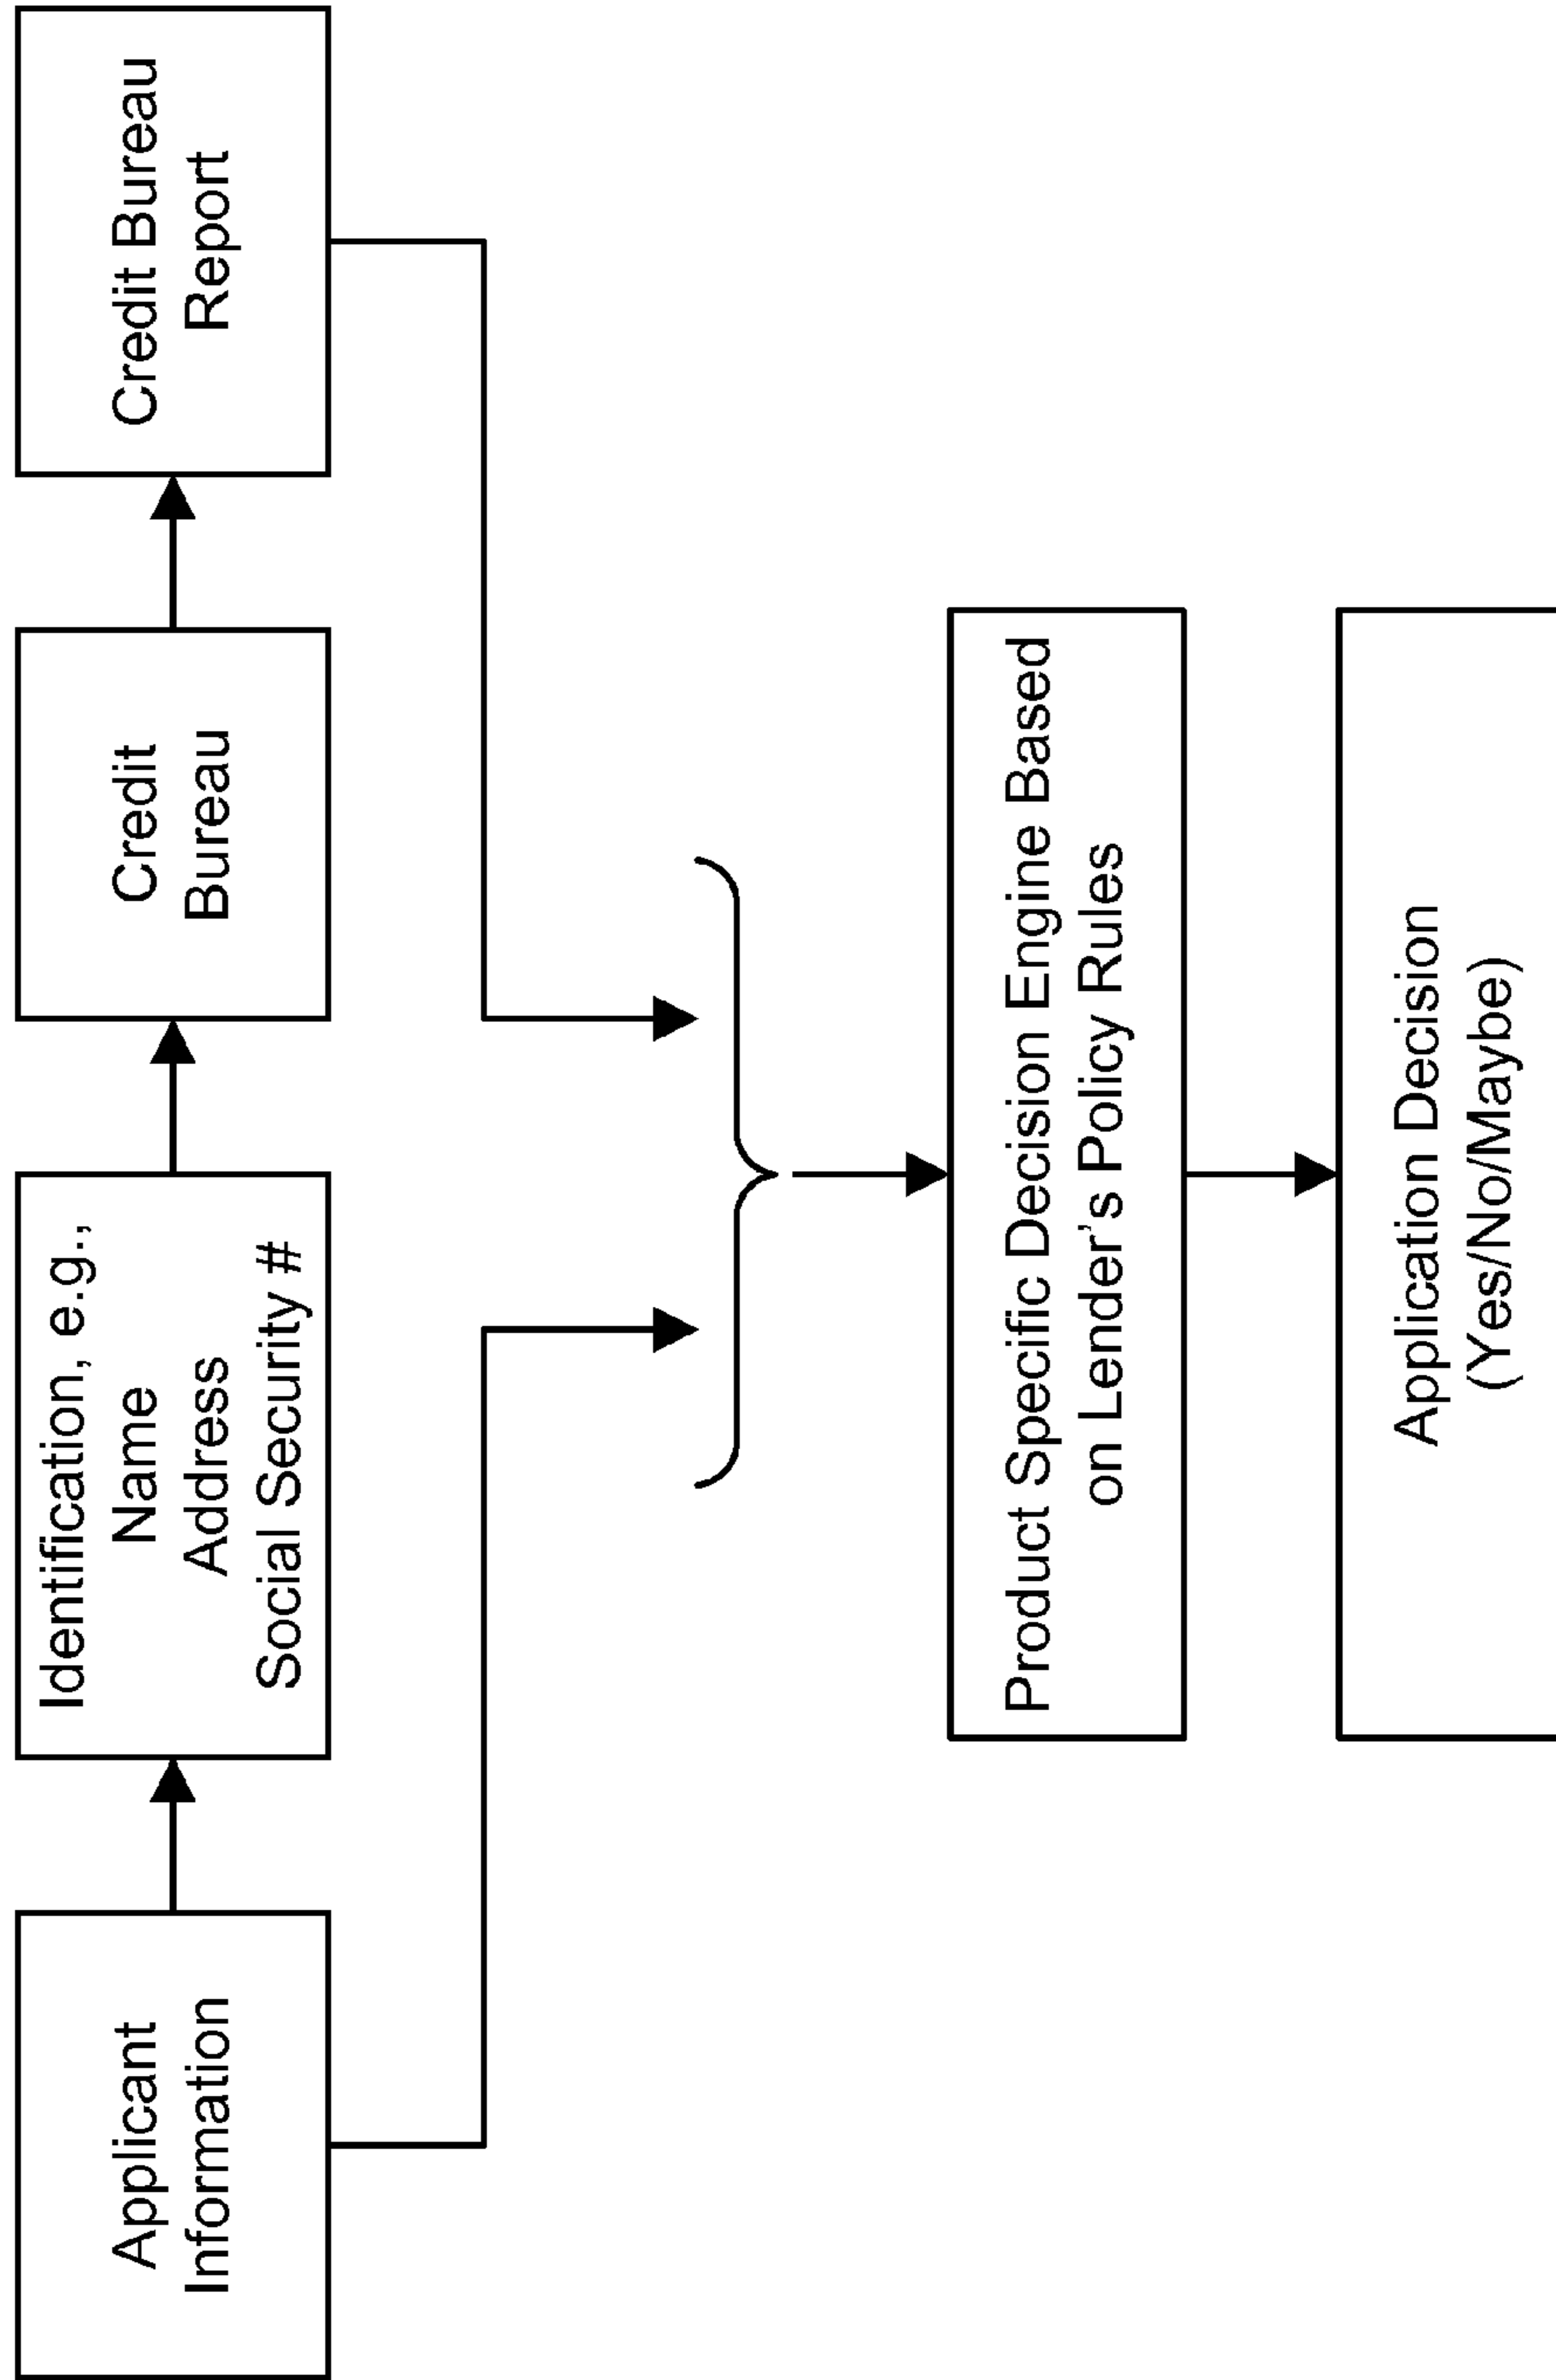 Applicant
Information
Identification, e.g.,
Name
Address
Social Security #
Credit
Bureau
Credit Bureau
Report
Product Specific Decision Engine Based
on Lender's Policy Rules
Application Decision
(Yes/No/Maybe)